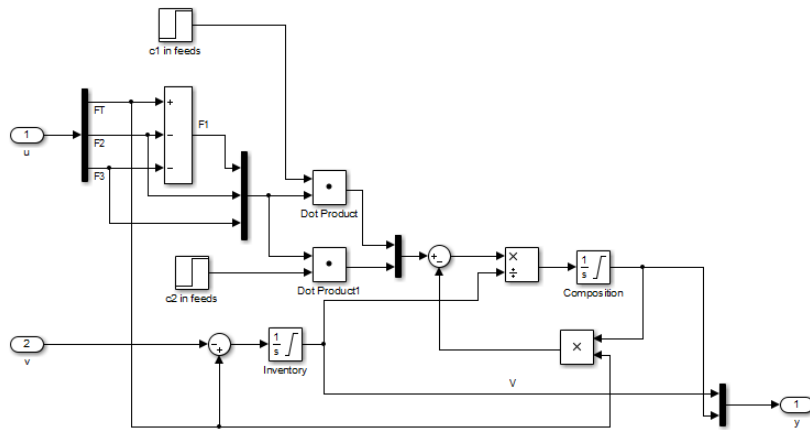 c1 in feeds
FT
+
F1
1
u
F2
−
F3
−
Dot Product
c2 in feeds
Dot Product1
+
−
×
÷
1
s
Composition
2
v
−
+
1
s
Inventory
×
V
1
y